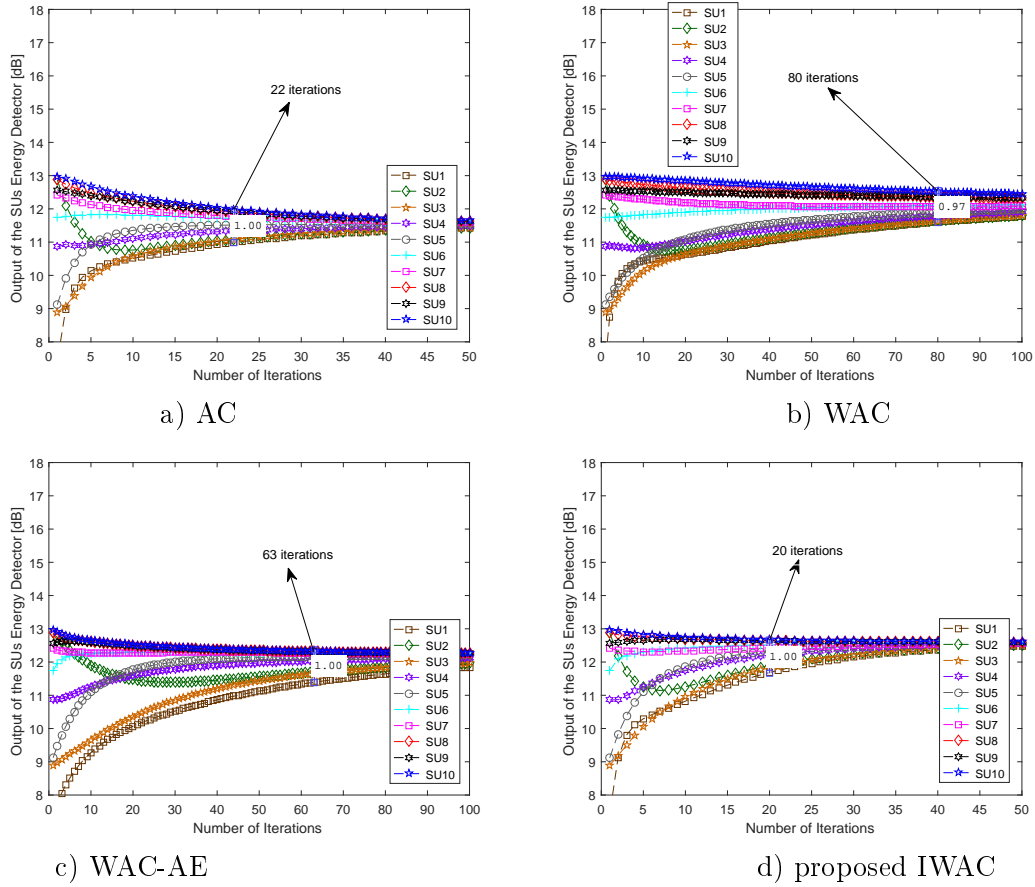 18
17
16
15
14
13
12
11
10
9
8
Output of the SUs Energy Detector [dB]
22 iterations
1.00
SU1
SU2
SU3
SU4
SU5
SU6
SU7
SU8
SU9
SU10
0 5 10 15 20 25 30 35 40 45 50
Number of Iterations
a) AC
18
17
16
15
14
13
12
11
10
9
8
Output of the SUs Energy Detector [dB]
SU1
SU2
SU3
SU4
SU5
SU6
SU7
SU8
SU9
SU10
80 iterations
0.97
0 10 20 30 40 50 60 70 80 90 100
Number of Iterations
b) WAC
18
17
16
15
14
13
12
11
10
9
8
Output of the SUs Energy Detector [dB]
63 iterations
1.00
SU1
SU2
SU3
SU4
SU5
SU6
SU7
SU8
SU9
SU10
0 10 20 30 40 50 60 70 80 90 100
Number of Iterations
c) WAC-AE
18
17
16
15
14
13
12
11
10
9
8
Output of the SUs Energy Detector [dB]
20 iterations
1.00
SU1
SU2
SU3
SU4
SU5
SU6
SU7
SU8
SU9
SU10
0 5 10 15 20 25 30 35 40 45 50
Number of Iterations
d) proposed IWAC